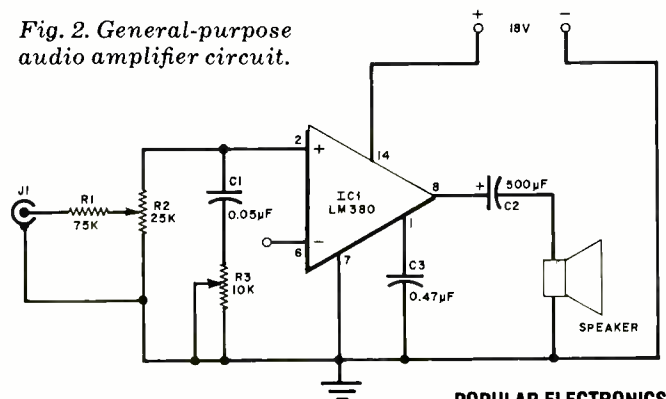 Fig. 2. General-purpose
audio amplifier circuit.
+
18V
-
J1
R1
75K
R2
25K
C1
0.05µF
R3
10K
2
+
IC1
LM380
-
6
14
8
1
7
C3
0.47µF
+
500µF
C2
SPEAKER
POPULAR ELECTRONICS